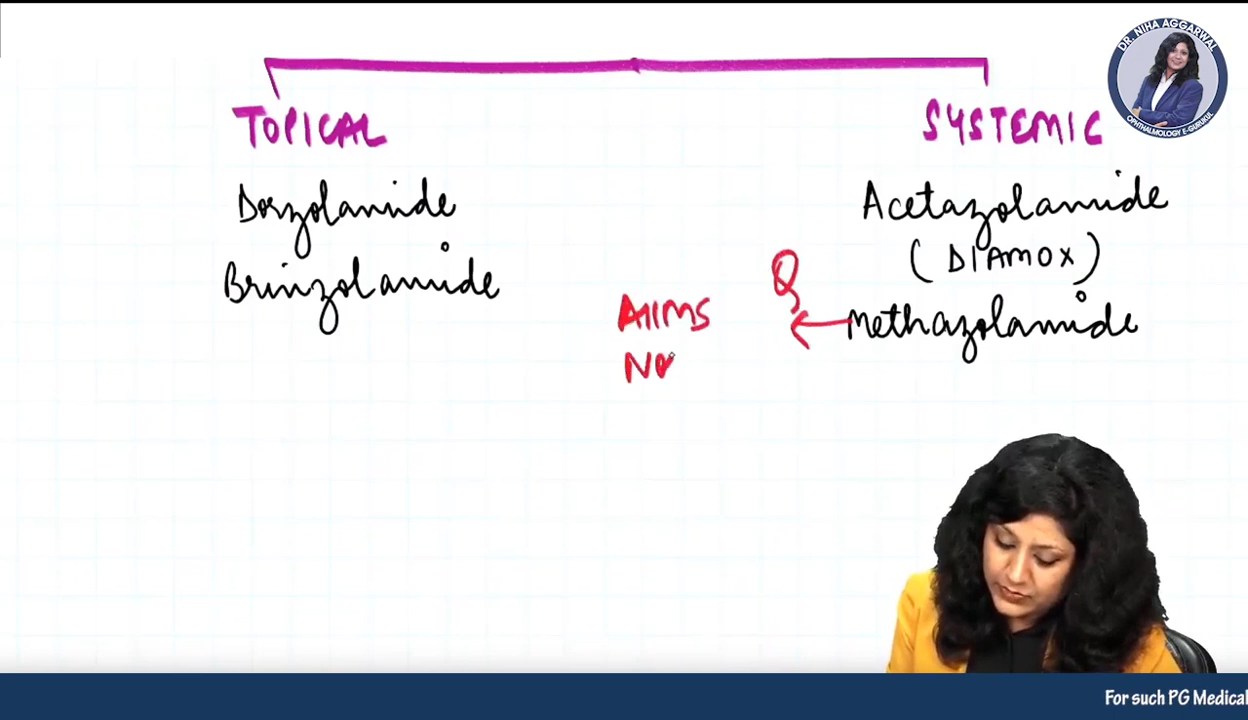 DR. NIHA AGGARWAL
OPHTHALMOLOGY E-GURUKUL
TOPICAL
SYSTEMIC
Dorzolamide
Brinzolamide
Acetazolamide
(DIAMOX)
Methazolamide
Q
AIIMS
NO
For such PG Medical